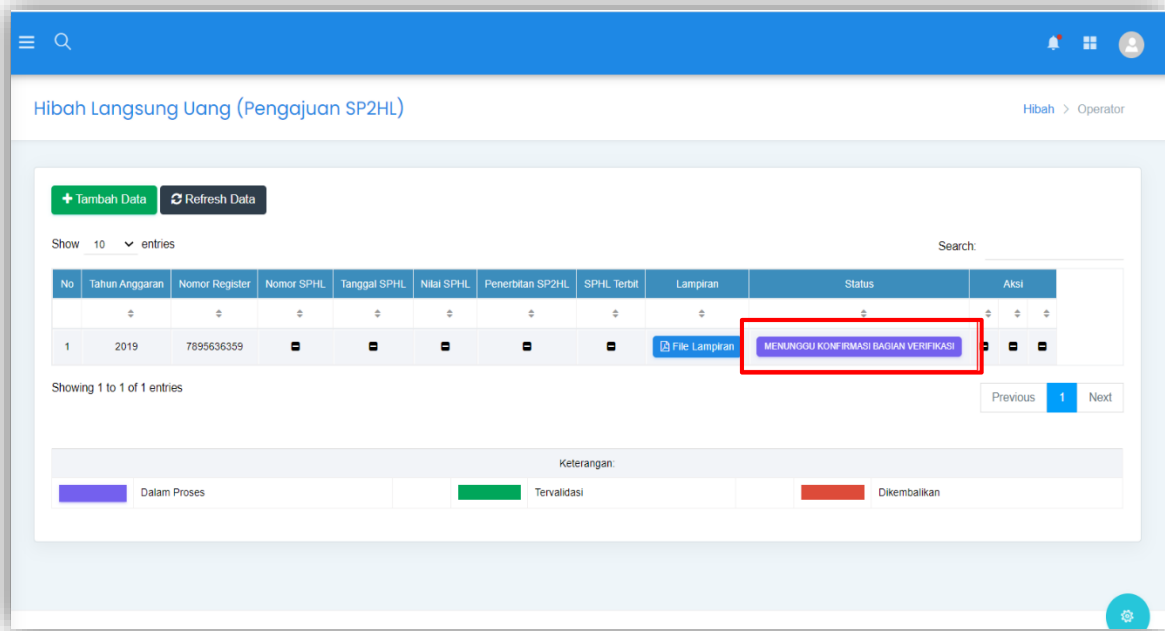 Hibah Langsung Uang (Pengajuan SP2HL)
Hibah > Operator
Tambah Data
Refresh Data
Show 10 entries
Search:
No Tahun Anggaran Nomor Register Nomor SPHL Tanggal SPHL Nilai SPHL Penerbitan SP2HL SPHL Terbit Lampiran Status Aksi
1 2019 7895636359 File Lampiran MENUNGGU KONFIRMASI BAGIAN VERIFIKASI
Showing 1 to 1 of 1 entries
Previous 1 Next
Keterangan:
Dalam Proses Tervalidasi Dikembalikan